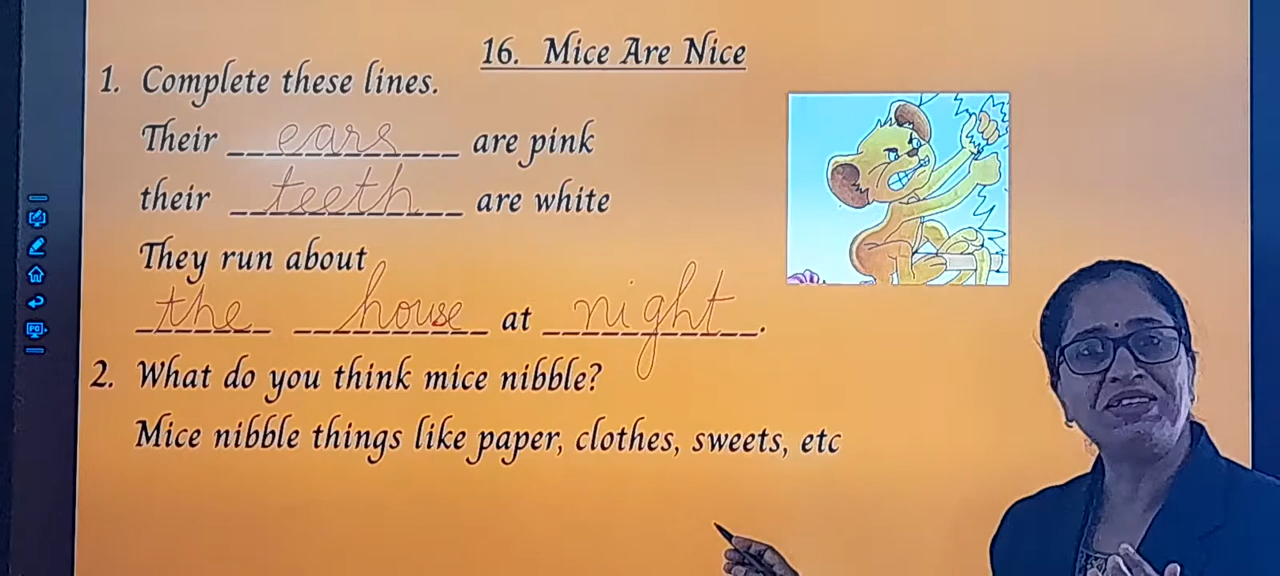 16. Mice Are Nice
1. Complete these lines.
Their ears are pink
their teeth are white
They run about
the house at night.
2. What do you think mice nibble?
Mice nibble things like paper, clothes, sweets, etc